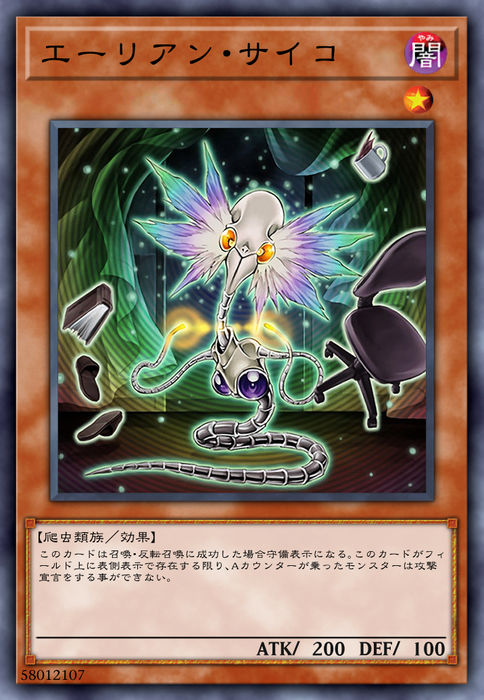 エーリアン・サイコ
やみ
闇
【爬虫類族／効果】
このカードは召喚・反転召喚に成功した場合守備表示になる。このカードがフィ
ールド上に表側表示で存在する限り、Aカウンターが乗ったモンスターは攻撃
宣言をする事ができない。
ATK/ 200 DEF/ 100
58012107